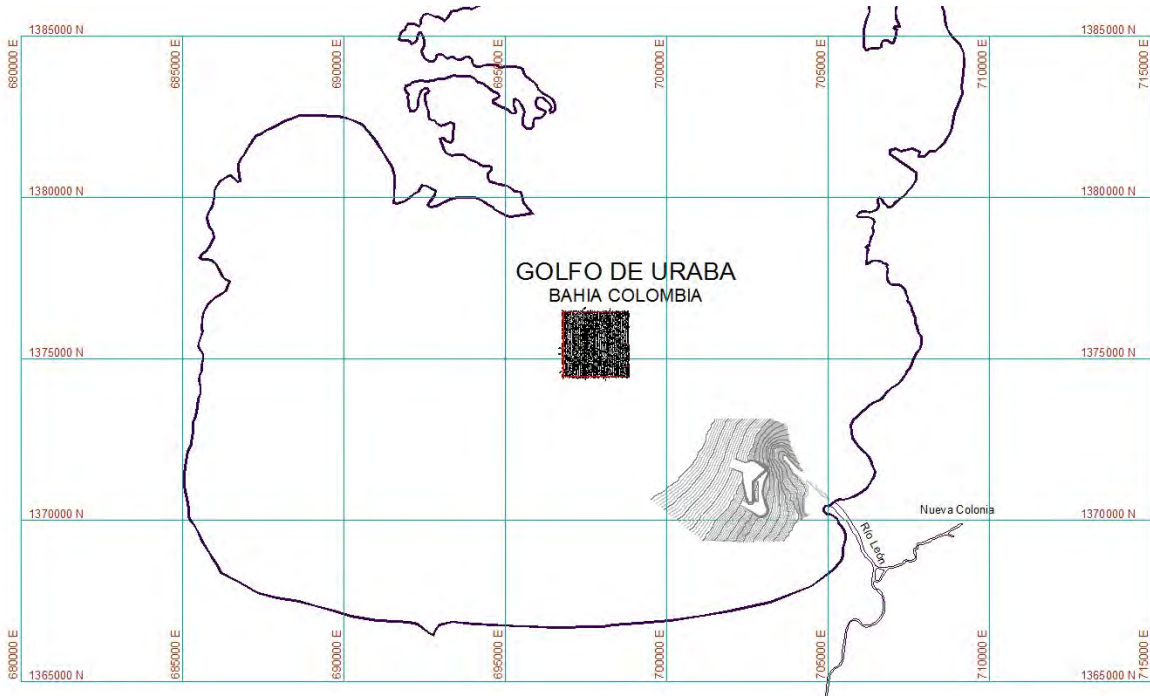 1385000 N
1385000 N
680000 E
685000 E
690000 E
695000 E
700000 E
705000 E
710000 E
715000 E
1380000 N
1380000 N
GOLFO DE URABA
BAHIA COLOMBIA
1375000 N
1375000 N
1370000 N
1370000 N
Nueva Colonia
Río León
680000 E
685000 E
690000 E
695000 E
700000 E
705000 E
710000 E
715000 E
1365000 N
1365000 N